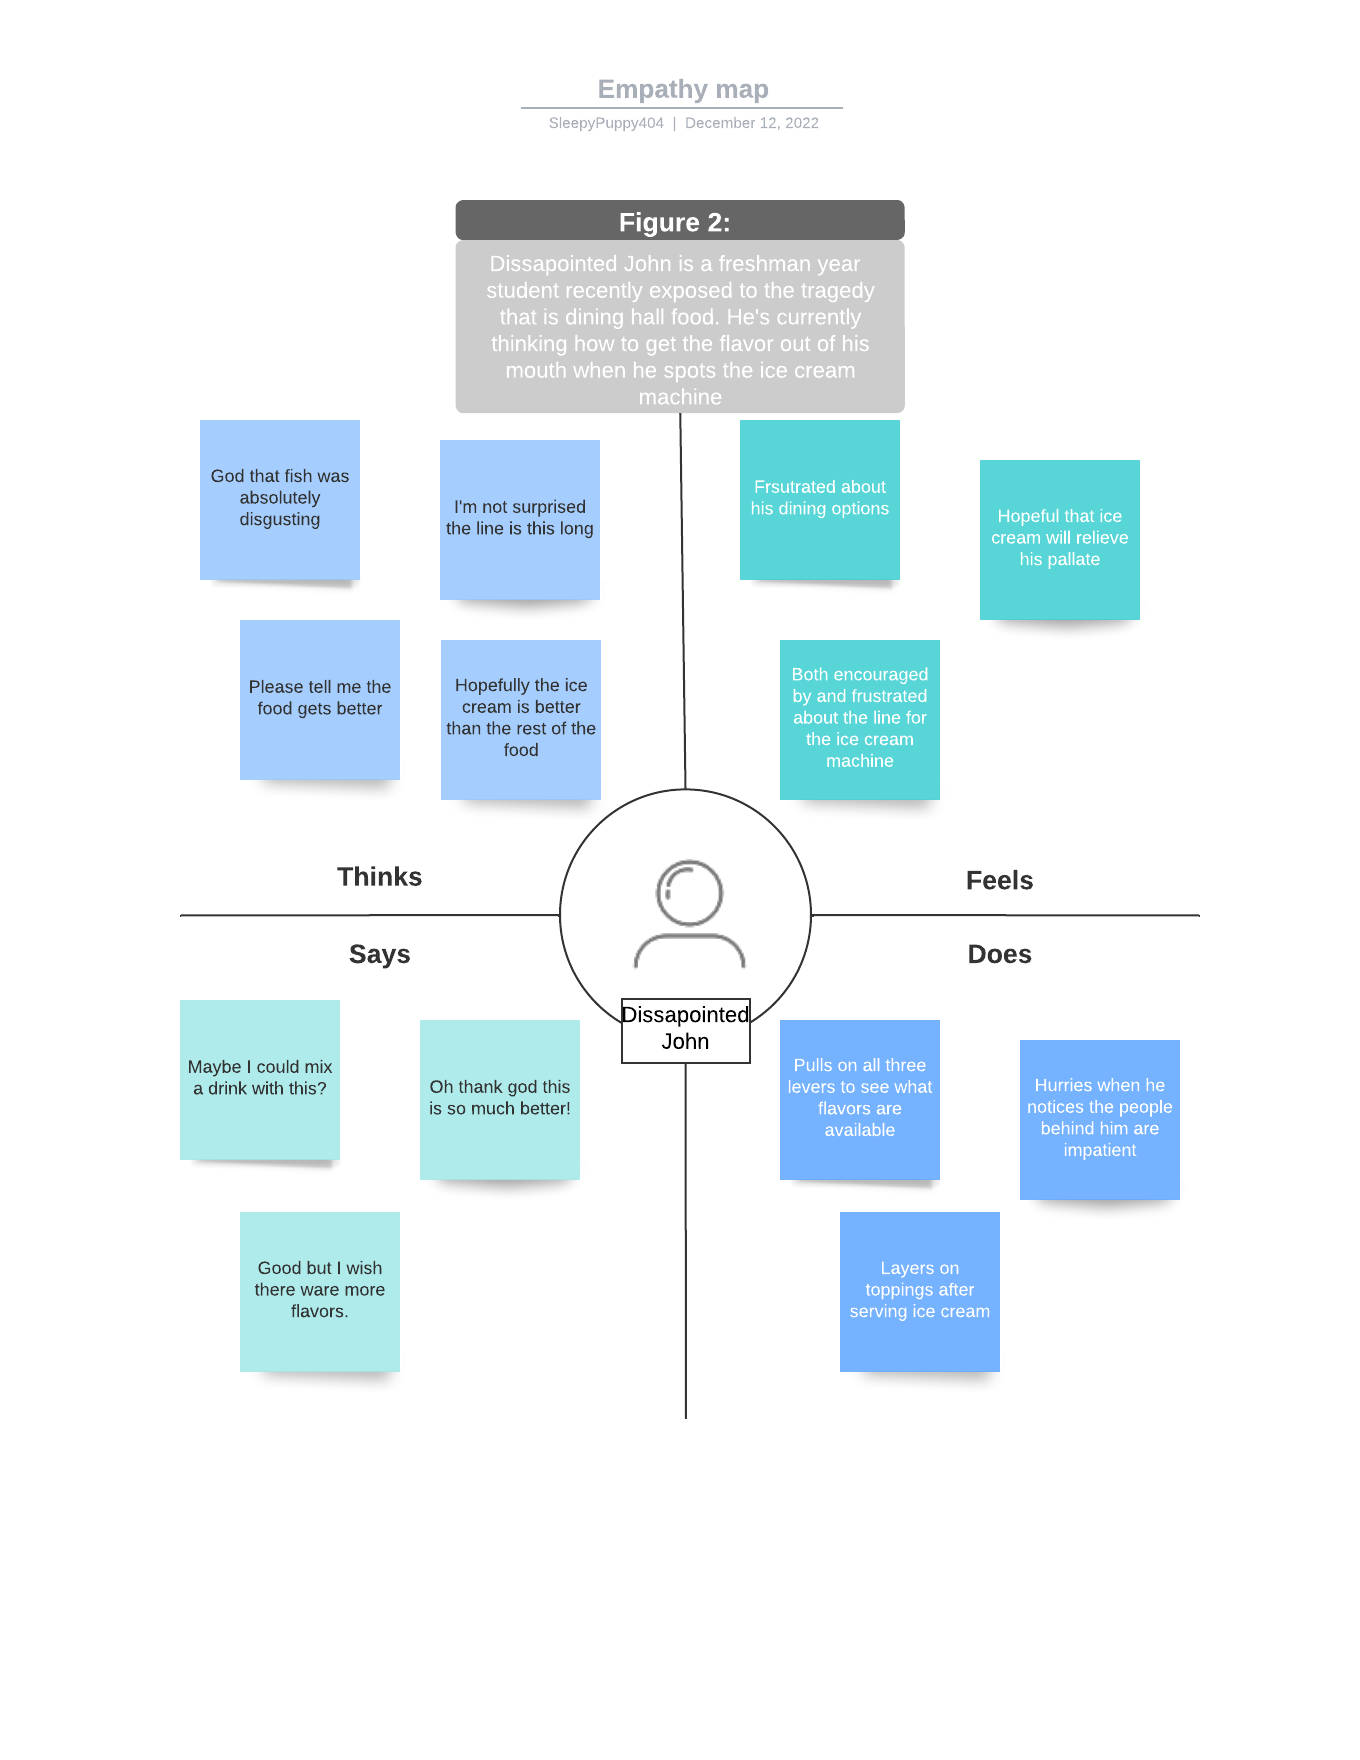 Empathy map
SleepyPuppy404 | December 12, 2022
Figure 2:
Dissapointed John is a freshman year
student recently exposed to the tragedy
that is dining hall food. He's currently
thinking how to get the flavor out of his
mouth when he spots the ice cream
machine
God that fish was
absolutely
disgusting
I'm not surprised
the line is this long
Please tell me the
food gets better
Hopefully the ice
cream is better
than the rest of the
food
Frsutrated about
his dining options
Hopeful that ice
cream will relieve
his pallate
Both encouraged
by and frustrated
about the line for
the ice cream
machine
Thinks
Feels
Says
Does
Dissapointed
John
Maybe I could mix
a drink with this?
Oh thank god this
is so much better!
Good but I wish
there ware more
flavors.
Pulls on all three
levers to see what
flavors are
available
Hurries when he
notices the people
behind him are
impatient
Layers on
toppings after
serving ice cream